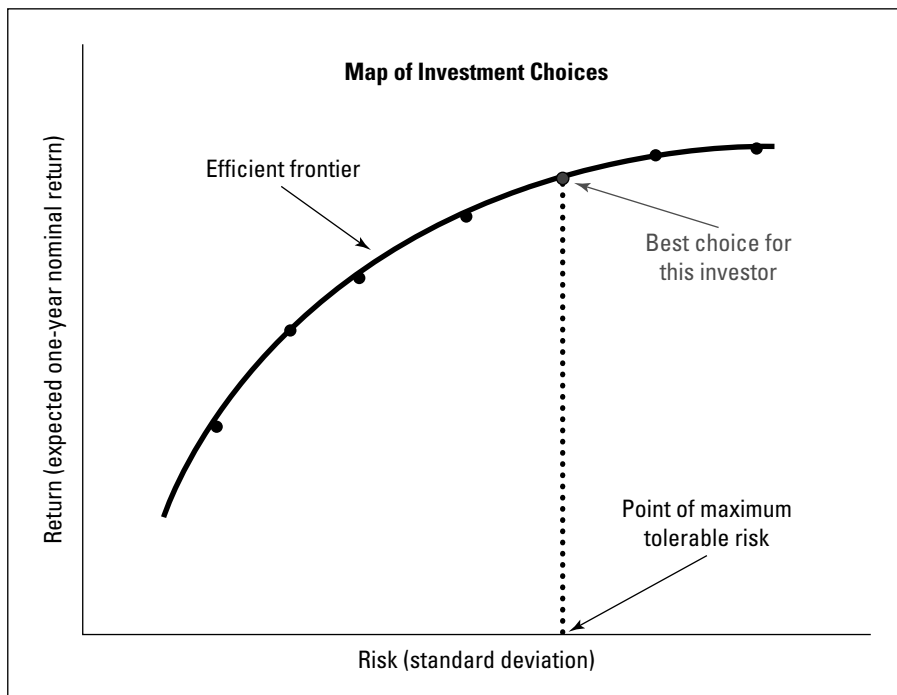 Map of Investment Choices
Efficient frontier
Best choice for
this investor
Point of maximum
tolerable risk
Return (expected one-year nominal return)
Risk (standard deviation)